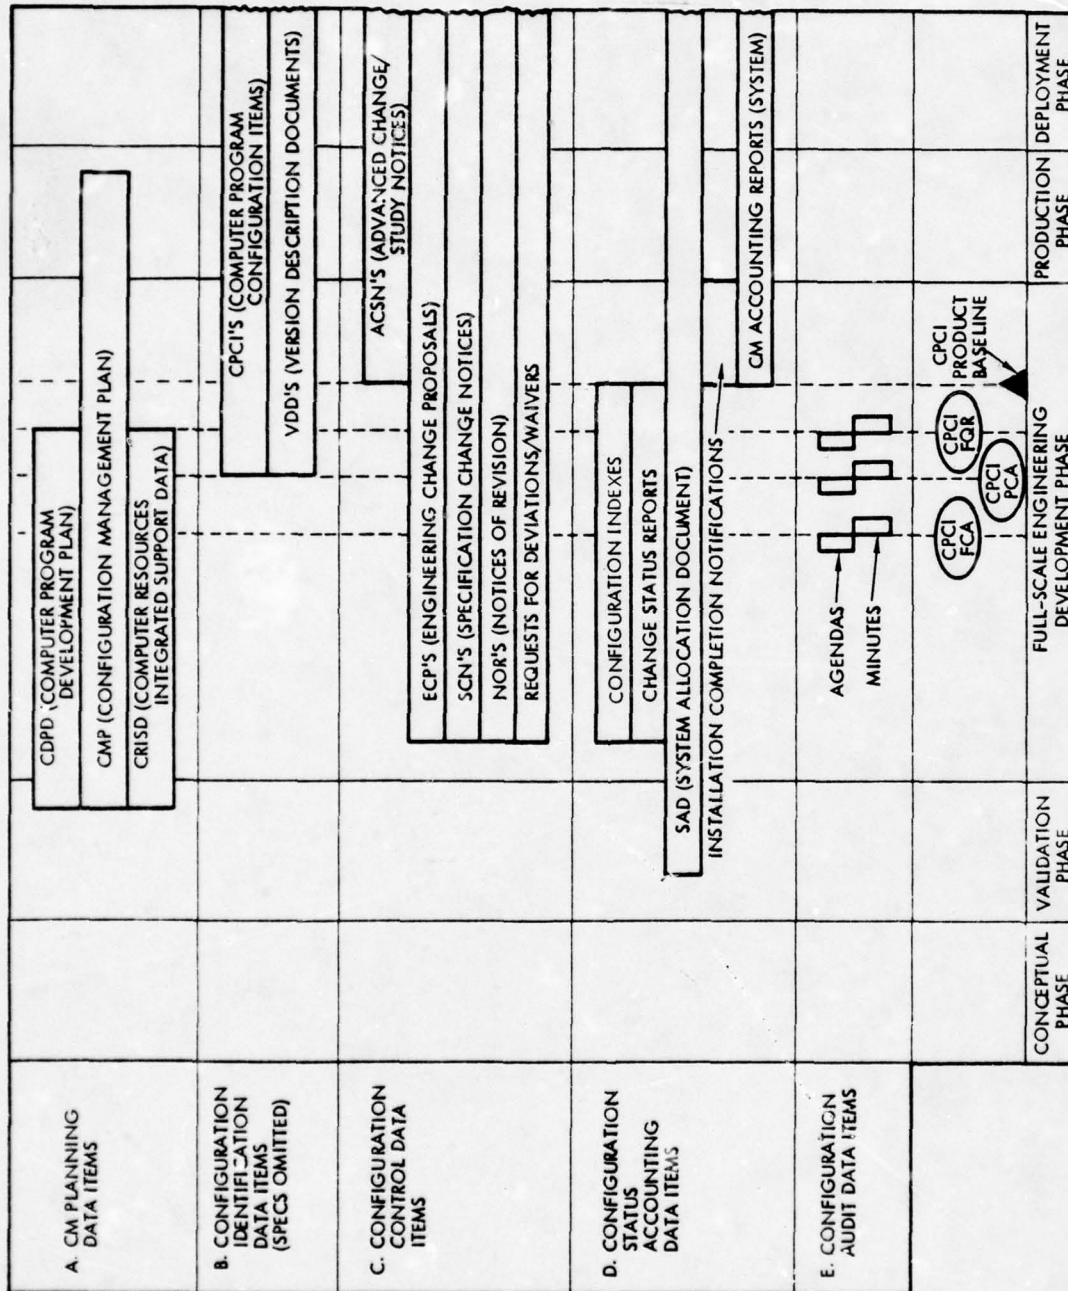 A. CM PLANNING
DATA ITEMS
CDPD (COMPUTER PROGRAM
DEVELOPMENT PLAN)
CMP (CONFIGURATION MANAGEMENT PLAN)
CRISD (COMPUTER RESOURCES
INTEGRATED SUPPORT DATA)
B. CONFIGURATION
IDENTIFICATION
DATA ITEMS
(SPECS OMITTED)
CPCI'S (COMPUTER PROGRAM
CONFIGURATION ITEMS)
VDD'S (VERSION DESCRIPTION DOCUMENTS)
C. CONFIGURATION
CONTROL DATA
ITEMS
ACSN'S (ADVANCED CHANGE/
STUDY NOTICES)
ECP'S (ENGINEERING CHANGE PROPOSALS)
SCN'S (SPECIFICATION CHANGE NOTICES)
NOR'S (NOTICES OF REVISION)
REQUESTS FOR DEVIATIONS/WAIVERS
D. CONFIGURATION
STATUS
ACCOUNTING
DATA ITEMS
CONFIGURATION INDEXES
CHANGE STATUS REPORTS
SAD (SYSTEM ALLOCATION DOCUMENT)
INSTALLATION COMPLETION NOTIFICATIONS
CM ACCOUNTING REPORTS (SYSTEM)
E. CONFIGURATION
AUDIT DATA ITEMS
AGENDAS
MINUTES
CPCI
FCA
CPCI
PCA
CPCI
FQR
CPCI
PRODUCT
BASELINE
CONCEPTUAL
PHASE
VALIDATION
PHASE
FULL-SCALE ENGINEERING
DEVELOPMENT PHASE
PRODUCTION
PHASE
DEPLOYMENT
PHASE